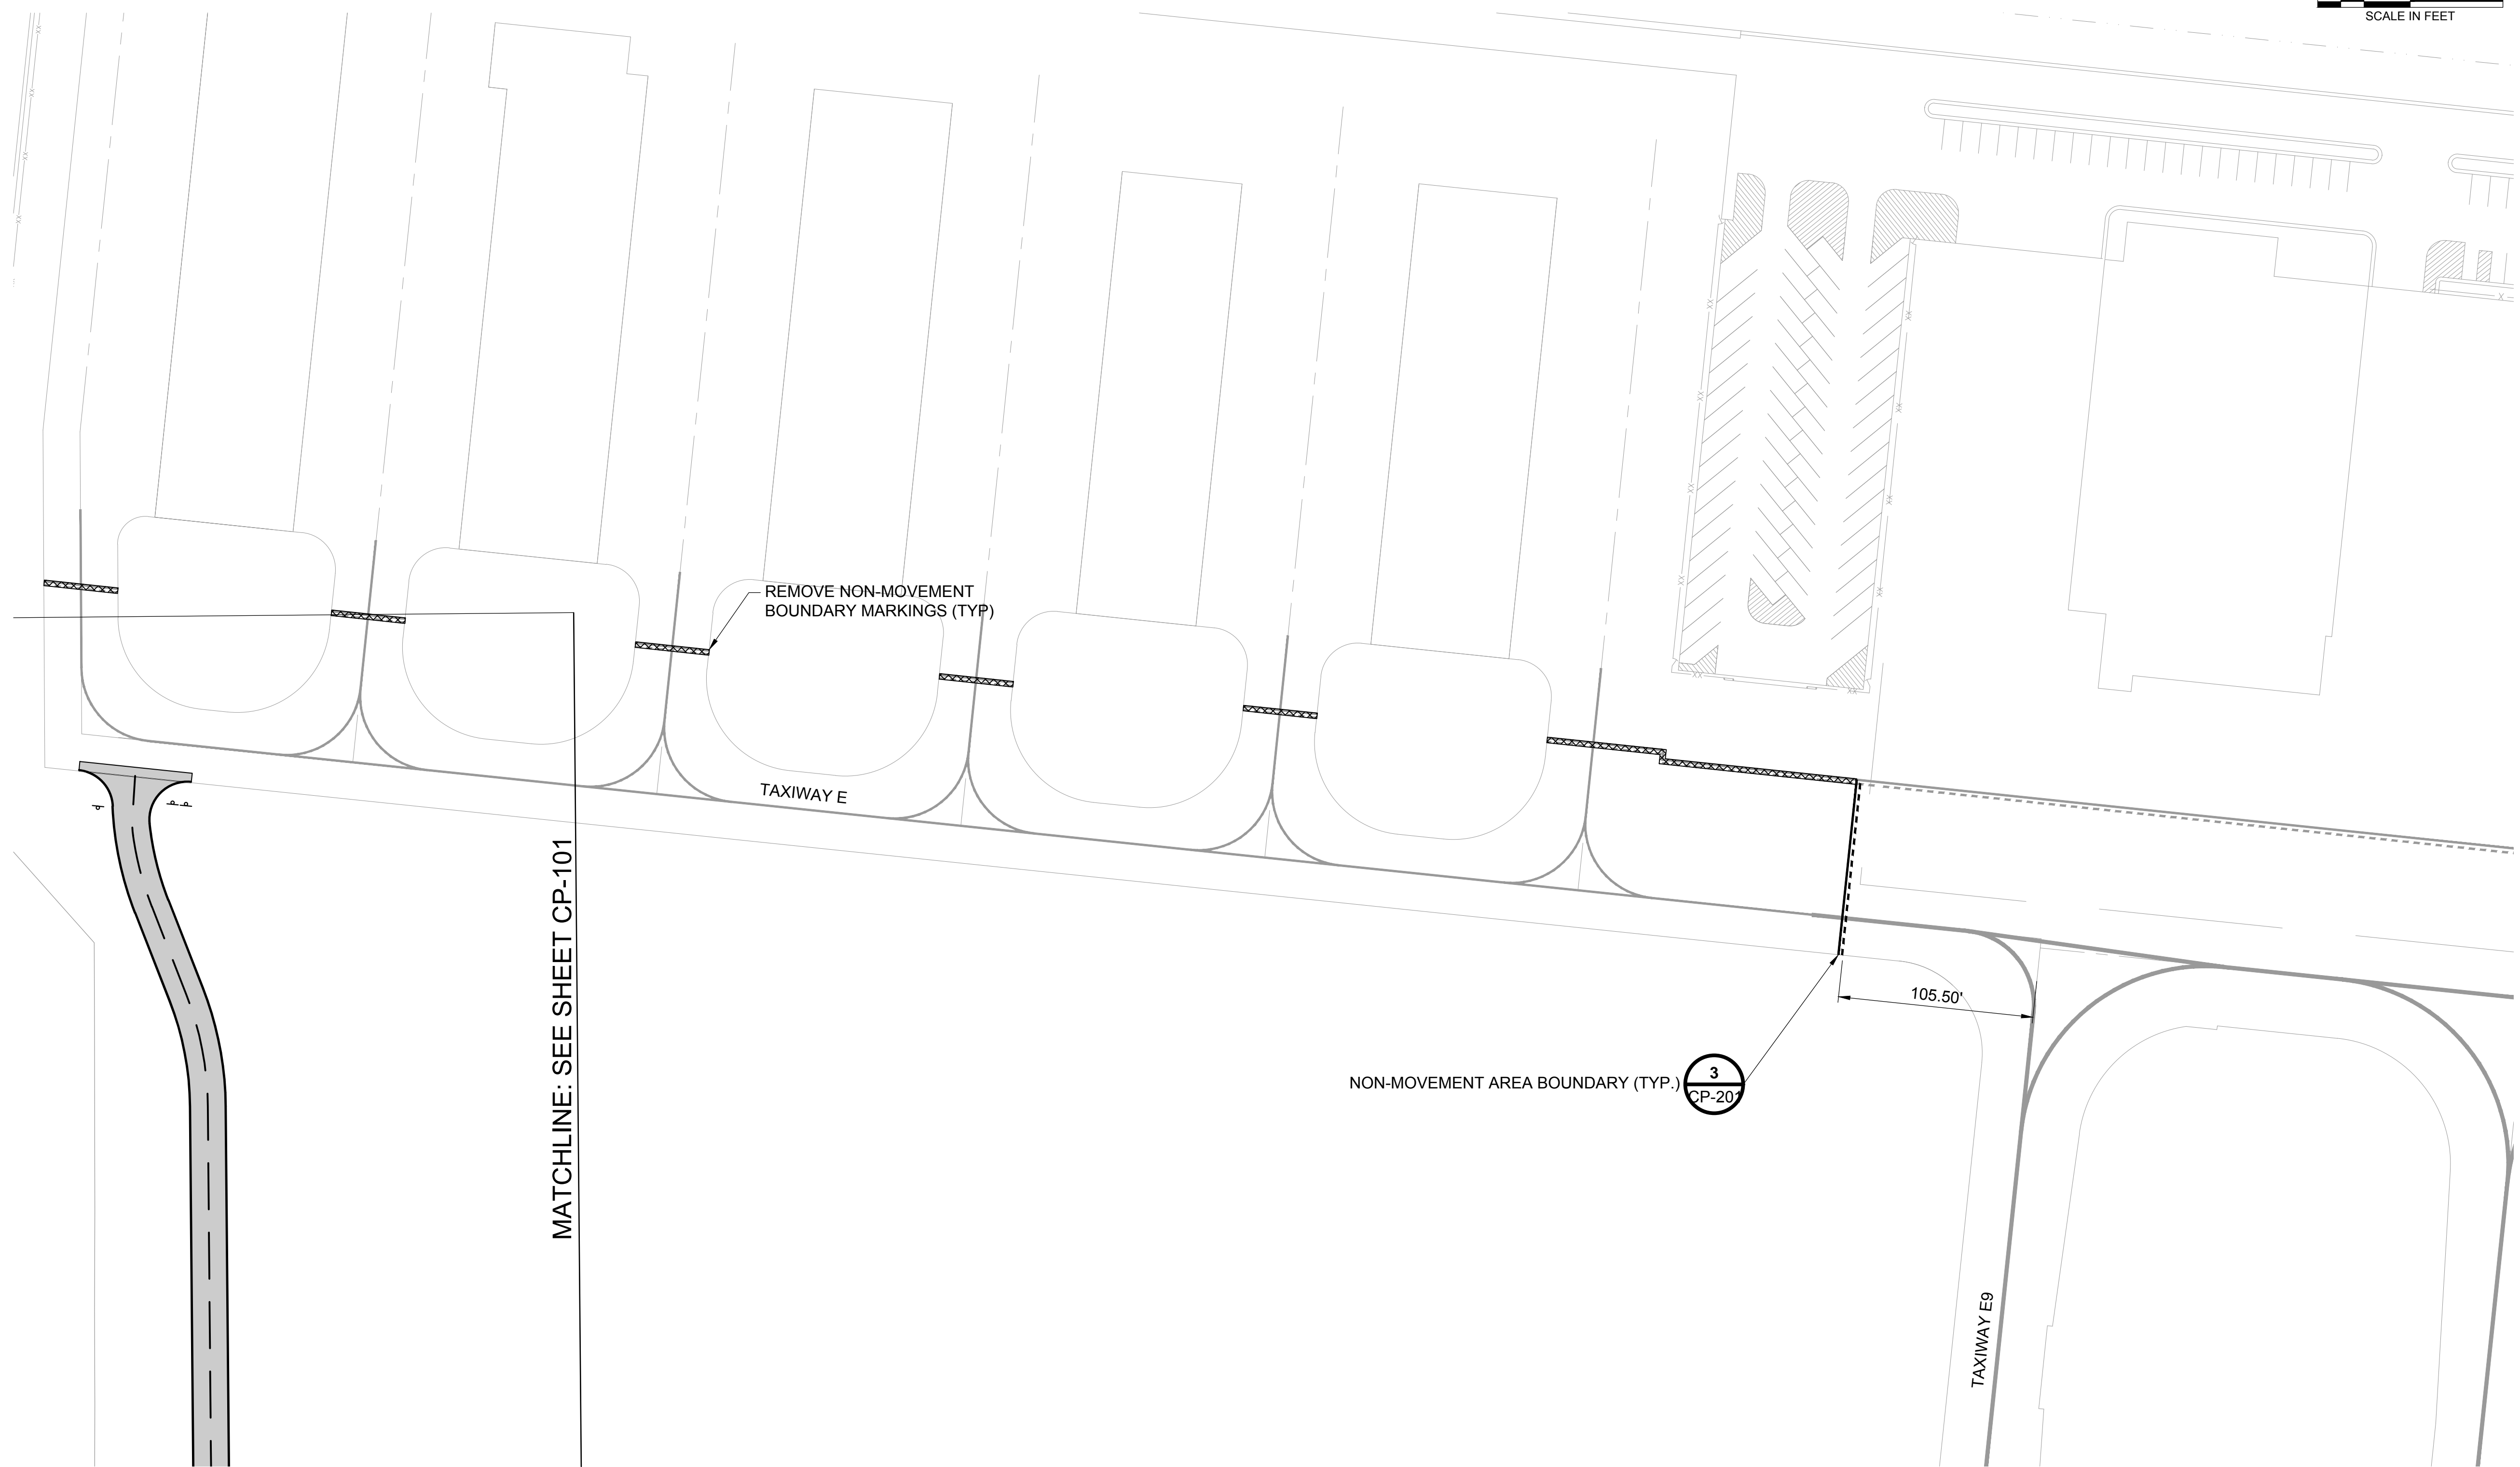 SCALE IN FEET
REMOVE NON-MOVEMENT
BOUNDARY MARKINGS (TYP)
TAXIWAY E
MATCHLINE: SEE SHEET CP-101
105.50'
NON-MOVEMENT AREA BOUNDARY (TYP.)
3
CP-201
TAXIWAY E9